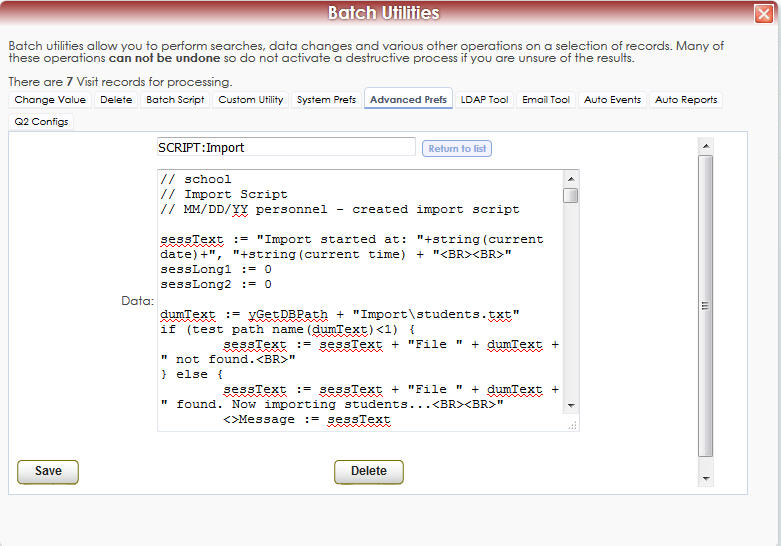 Batch Utilities
Batch utilities allow you to perform searches, data changes and various other operations on a selection of records. Many of
these operations can not be undone so do not activate a destructive process if you are unsure of the results.
There are 7 Visit records for processing.
Change Value Delete Batch Script Custom Utility System Prefs Advanced Prefs LDAP Tool Email Tool Auto Events Auto Reports
Q2 Configs
SCRIPT:Import Return to list
// school
// Import Script
// MM/DD/YY personnel - created import script
sessText := "Import started at: "+string(current
date)+", "+string(current time) + "<BR><BR>"
sessLong1 := 0
sessLong2 := 0
Data:
dumText := yGetDBPath + "Import\students.txt"
if (test path name(dumText)<1) {
sessText := sessText + "File " + dumText +
" not found.<BR>"
} else {
sessText := sessText + "File " + dumText +
" found. Now importing students...<BR><BR>"
<>Message := sessText
Save Delete